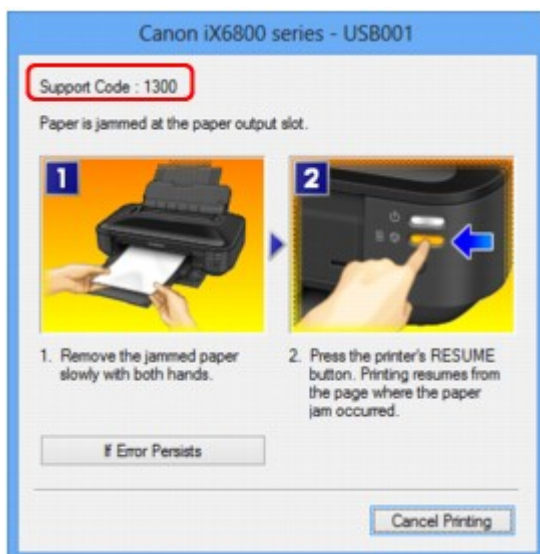 Canon iX6800 series - USB001
Support Code : 1300
Paper is jammed at the paper output slot.
1
2
1. Remove the jammed paper
slowly with both hands.
2. Press the printer's RESUME
button. Printing resumes from
the page where the paper
jam occurred.
If Error Persists
Cancel Printing